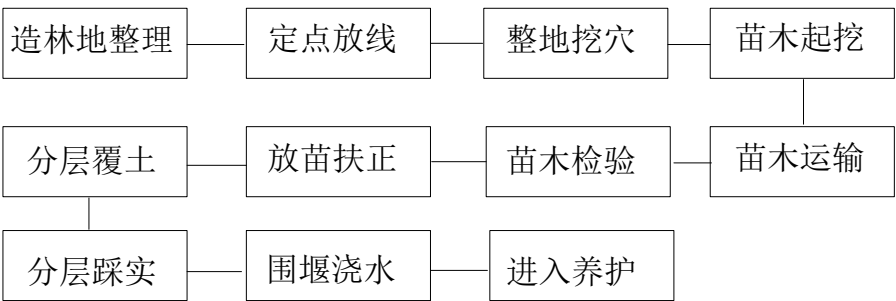 造林地整理 定点放线 整地挖穴 苗木起挖
分层覆土 放苗扶正 苗木检验 苗木运输
分层踩实 围堰浇水 进入养护